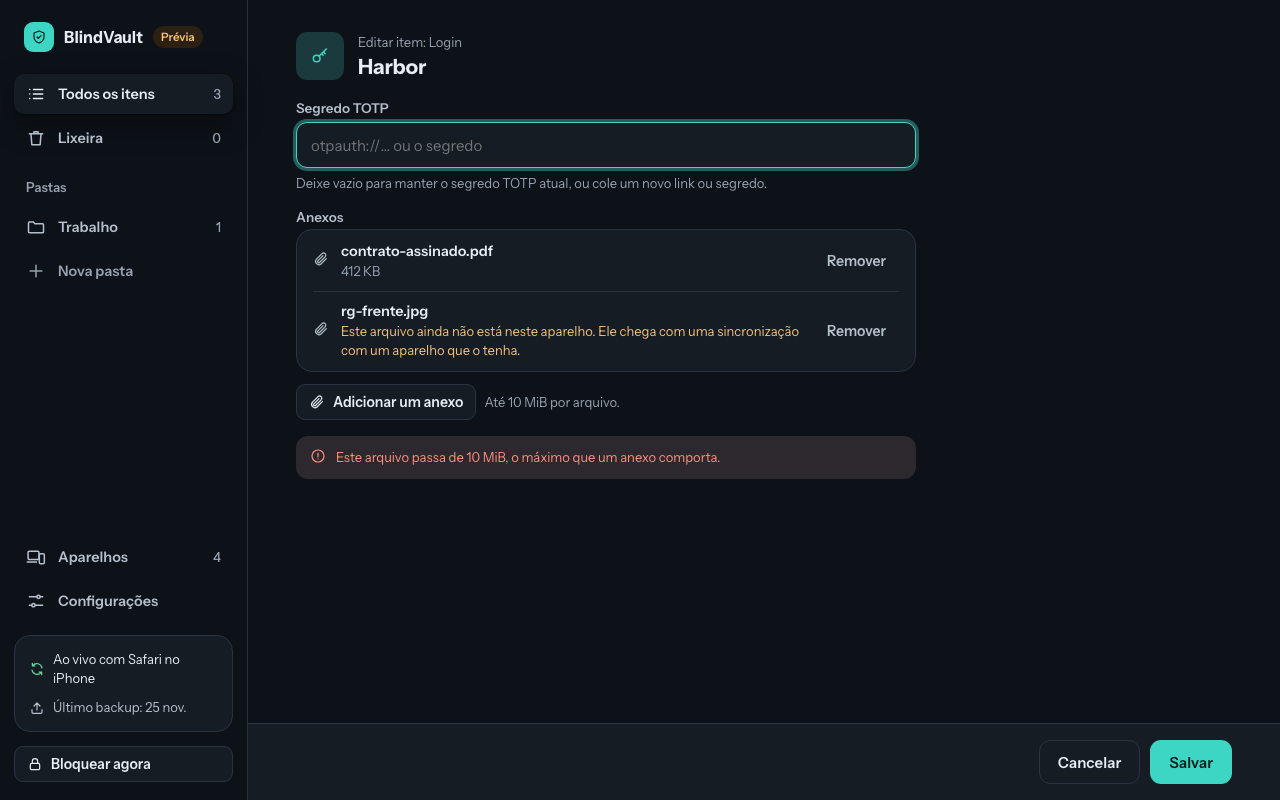 BlindVault
Prévia
Todos os itens
3
Lixeira
0
Pastas
Trabalho
1
Nova pasta
Aparelhos
4
Configurações
Ao vivo com Safari no
iPhone
Último backup: 25 nov.
Bloquear agora
Editar item: Login
Harbor
Segredo TOTP
otpauth://… ou o segredo
Deixe vazio para manter o segredo TOTP atual, ou cole um novo link ou segredo.
Anexos
contrato-assinado.pdf
412 KB
Remover
rg-frente.jpg
Este arquivo ainda não está neste aparelho. Ele chega com uma sincronização
com um aparelho que o tenha.
Remover
Adicionar um anexo
Até 10 MiB por arquivo.
Este arquivo passa de 10 MiB, o máximo que um anexo comporta.
Cancelar
Salvar